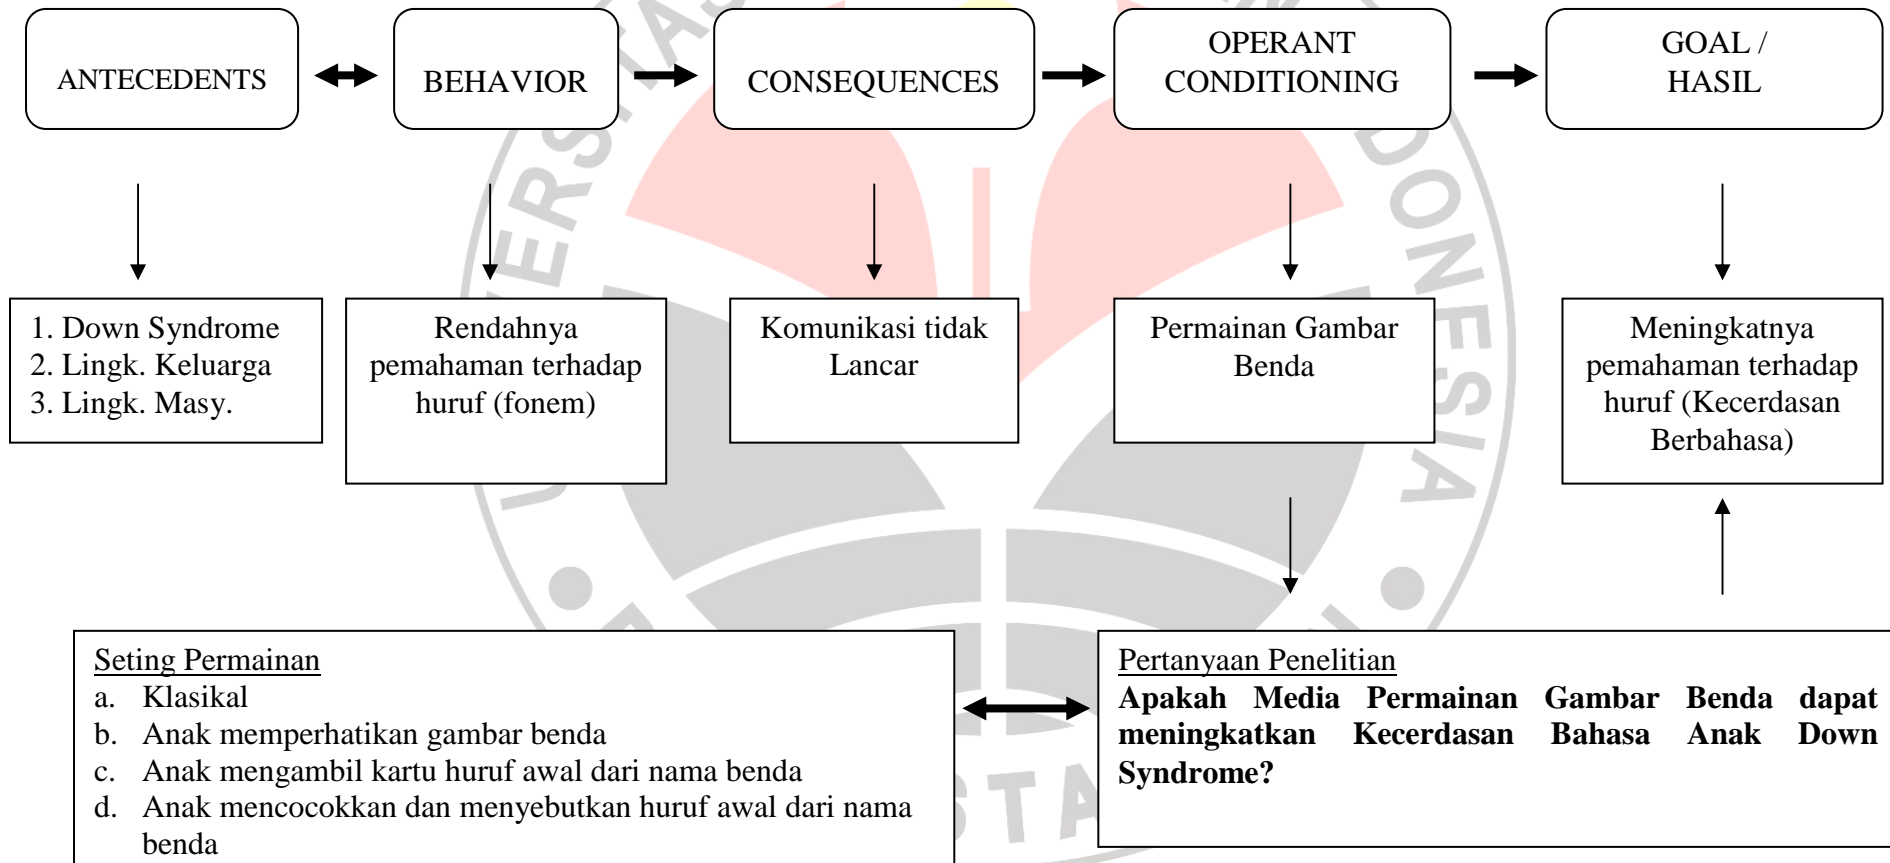 ANTECEDENTS
BEHAVIOR
CONSEQUENCES
OPERANT
CONDITIONING
GOAL /
HASIL
1. Down Syndrome
2. Lingk. Keluarga
3. Lingk. Masy.
Rendahnya
pemahaman terhadap
huruf (fonem)
Komunikasi tidak
Lancar
Permainan Gambar
Benda
Meningkatnya
pemahaman terhadap
huruf (Kecerdasan
Berbahasa)
Seting Permainan
a. Klasikal
b. Anak memperhatikan gambar benda
c. Anak mengambil kartu huruf awal dari nama benda
d. Anak mencocokkan dan menyebutkan huruf awal dari nama
benda
Pertanyaan Penelitian
Apakah Media Permainan Gambar Benda dapat
meningkatkan Kecerdasan Bahasa Anak Down
Syndrome?